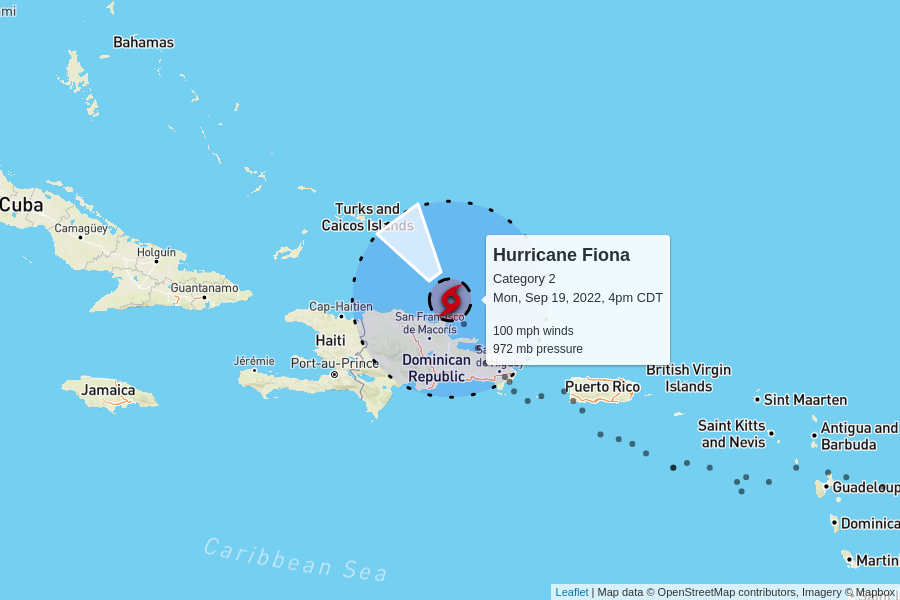 mi
Bahamas
Cuba
Camagüey
Holguín
Guantanamo
Turks and
Caicos Islands
Hurricane Fiona
Category 2
Mon, Sep 19, 2022, 4pm CDT
100 mph winds
972 mb pressure
Cap-Haïtien
San Francisco
de Macorís
Haiti
Jérémie
Port-au-Prince
Dominican
Republic
Jamaica
Puerto Rico
British Virgin
Islands
Sint Maarten
Saint Kitts
and Nevis
Antigua and
Barbuda
Guadeloup
Dominica
Martin
Caribbean Sea
Leaflet | Map data © OpenStreetMap contributors, Imagery © Mapbox